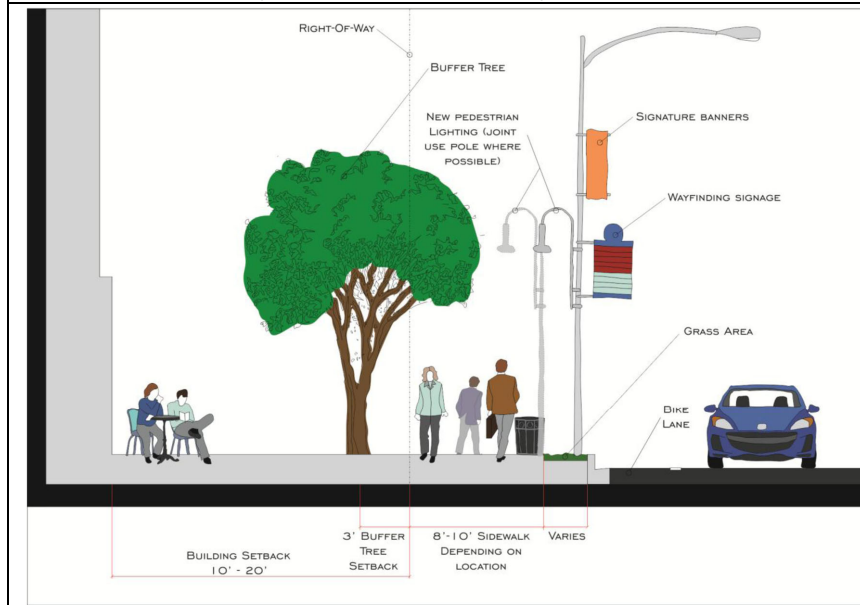 RIGHT-OF-WAY
BUFFER TREE
NEW PEDESTRIAN
LIGHTING (JOINT
USE POLE WHERE
POSSIBLE)
SIGNATURE BANNERS
WAYFINDING SIGNAGE
GRASS AREA
BIKE
LANE
BUILDING SETBACK
10' - 20'
3' BUFFER
TREE
SETBACK
8'-10' SIDEWALK
DEPENDING ON
LOCATION
VARIES